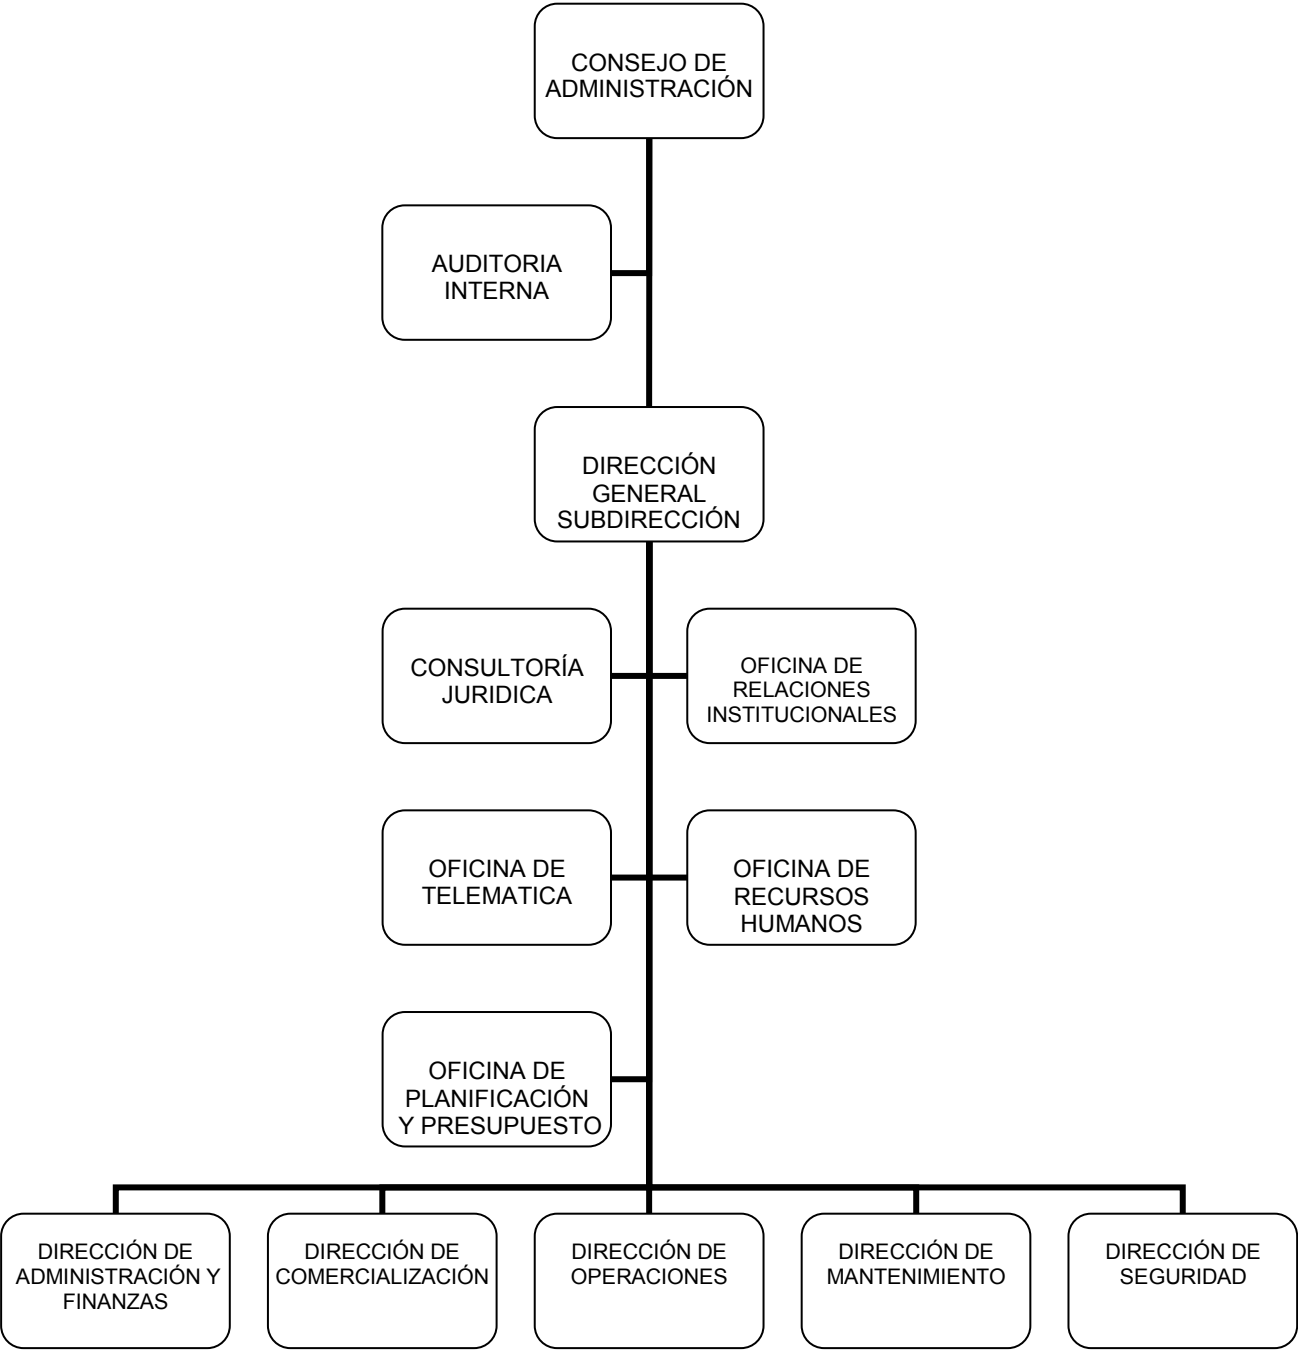 CONSEJO DE
ADMINISTRACIÓN
AUDITORIA
INTERNA
DIRECCIÓN
GENERAL
SUBDIRECCIÓN
CONSULTORÍA
JURIDICA
OFICINA DE
RELACIONES
INSTITUCIONALES
OFICINA DE
TELEMATICA
OFICINA DE
RECURSOS
HUMANOS
OFICINA DE
PLANIFICACIÓN
Y PRESUPUESTO
DIRECCIÓN DE
ADMINISTRACIÓN Y
FINANZAS
DIRECCIÓN DE
COMERCIALIZACIÓN
DIRECCIÓN DE
OPERACIONES
DIRECCIÓN DE
MANTENIMIENTO
DIRECCIÓN DE
SEGURIDAD